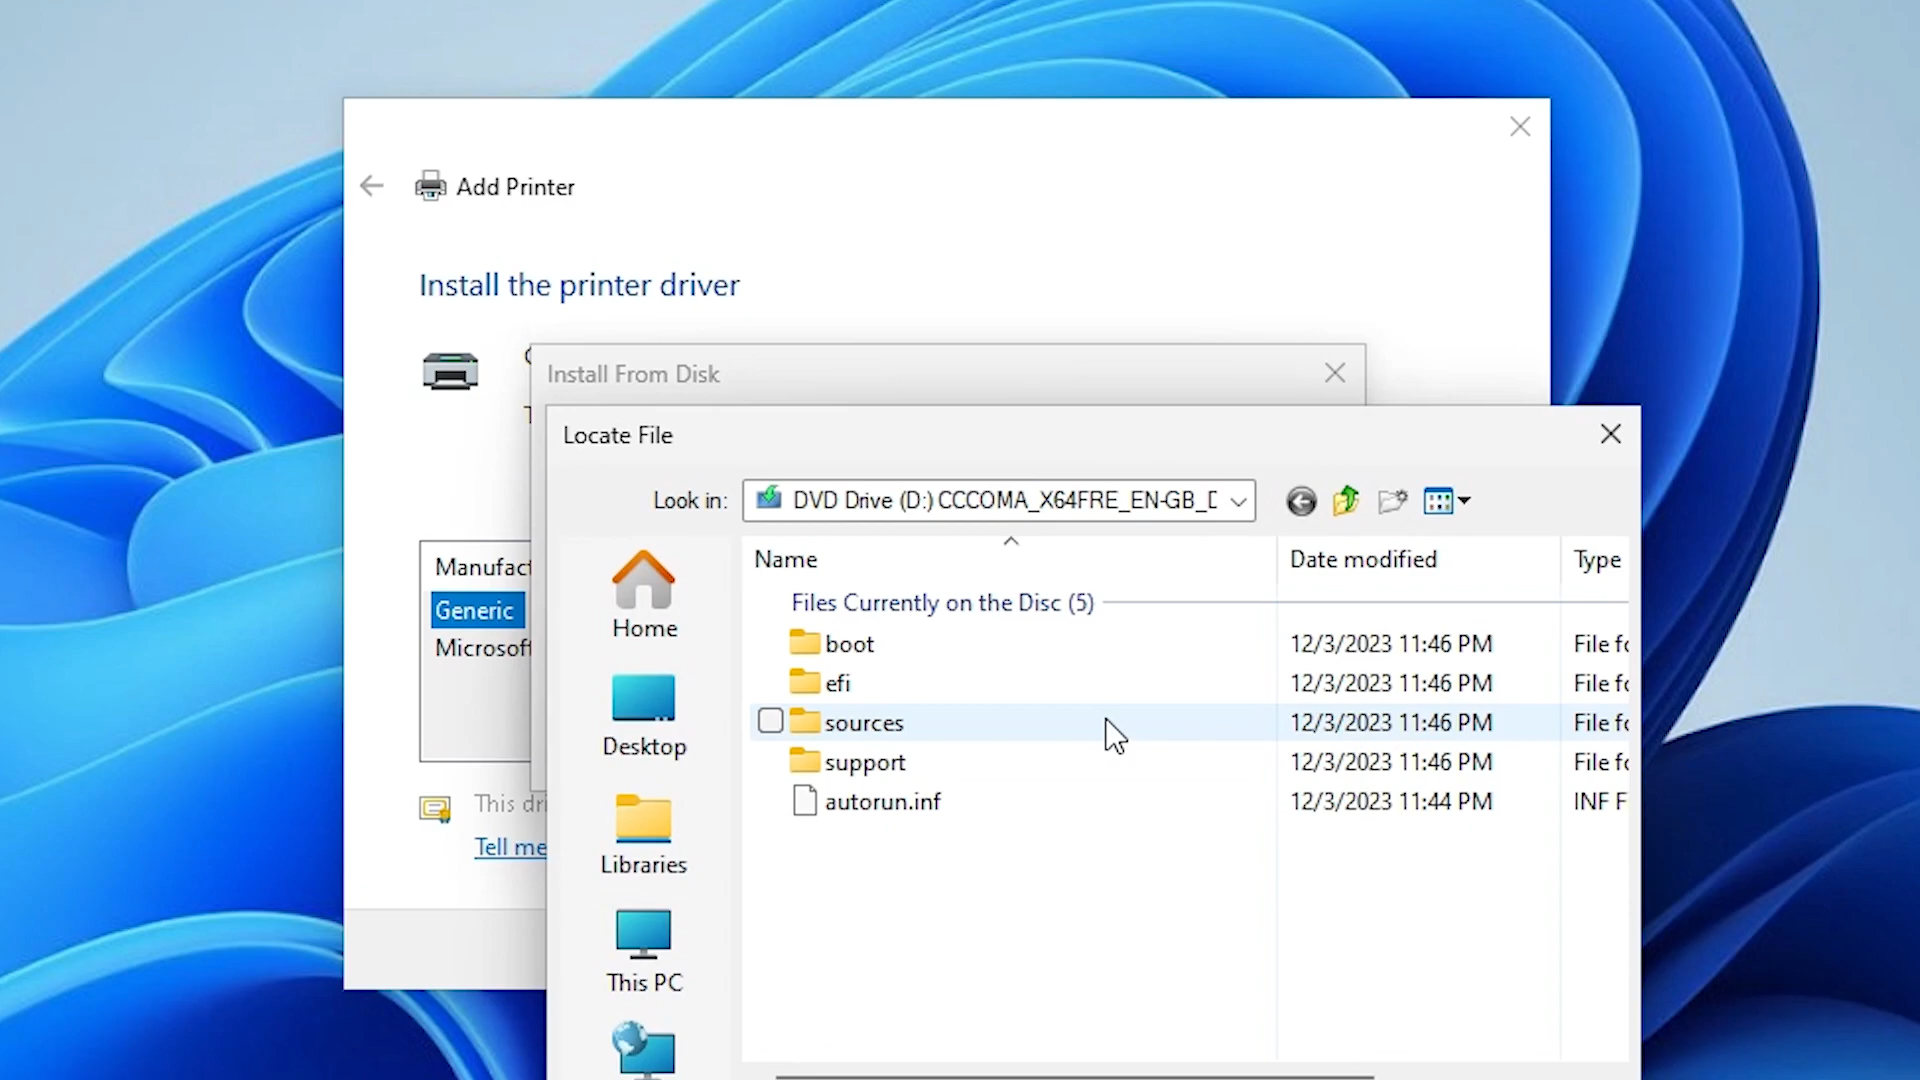 Add Printer
Install the printer driver
Install From Disk
Locate File
Look in: DVD Drive (D:) CCCOMA_X64FRE_EN-GB_D
Name Date modified Type
Files Currently on the Disc (5)
boot 12/3/2023 11:46 PM File fo
efi 12/3/2023 11:46 PM File fo
sources 12/3/2023 11:46 PM File fo
support 12/3/2023 11:46 PM File fo
autorun.inf 12/3/2023 11:44 PM INF F
Home
Desktop
Libraries
This PC
Manufact
Generic
Microsoft
This dri
Tell me